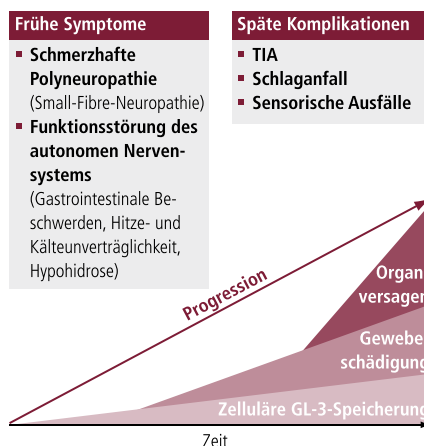 Frühe Symptome
Schmerzhafte
Polyneuropathie
(Small-Fibre-Neuropathie)
Funktionsstörung des
autonomen Nerven-
systems
(Gastrointestinale Be-
schwerden, Hitze- und
Kälteunverträglichkeit,
Hypohidrose)
Späte Komplikationen
TIA
Schlaganfall
Sensorische Ausfälle
Progression
Organ
versagen
Gewebe
schädigung
Zelluläre GL-3-Speicherung
Zeit